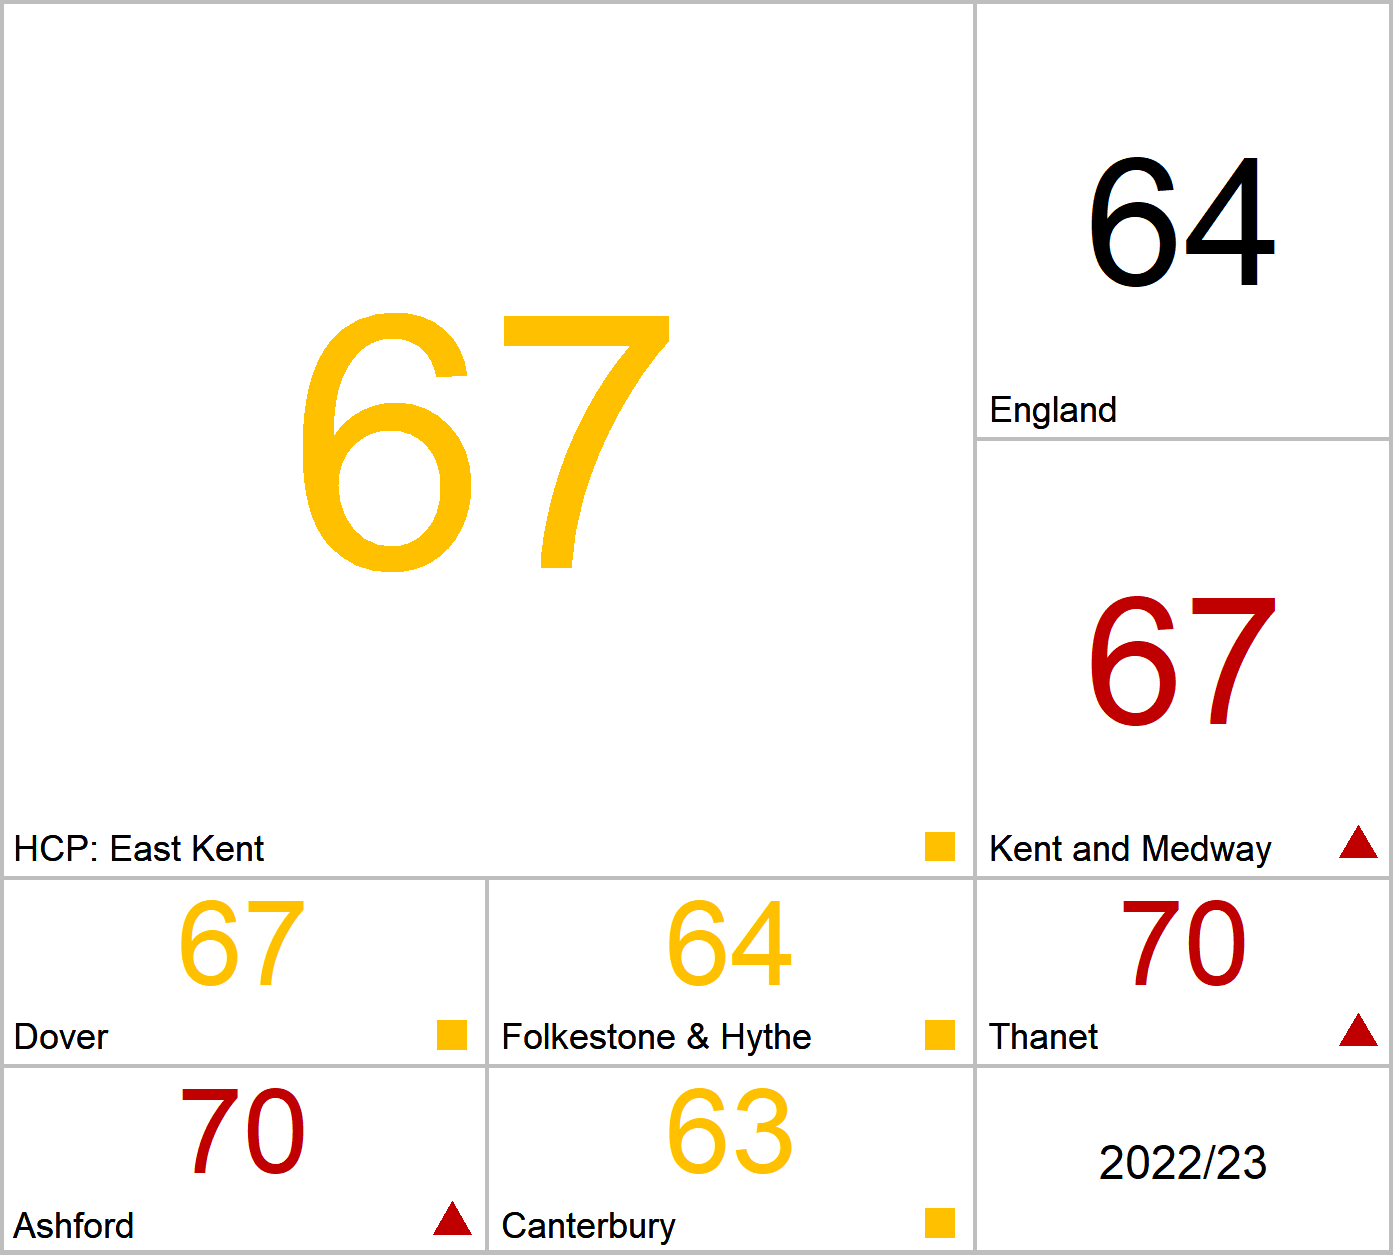 67
HCP: East Kent
64
England
67
Kent and Medway
67
Dover
64
Folkestone & Hythe
70
Thanet
70
Ashford
63
Canterbury
2022/23